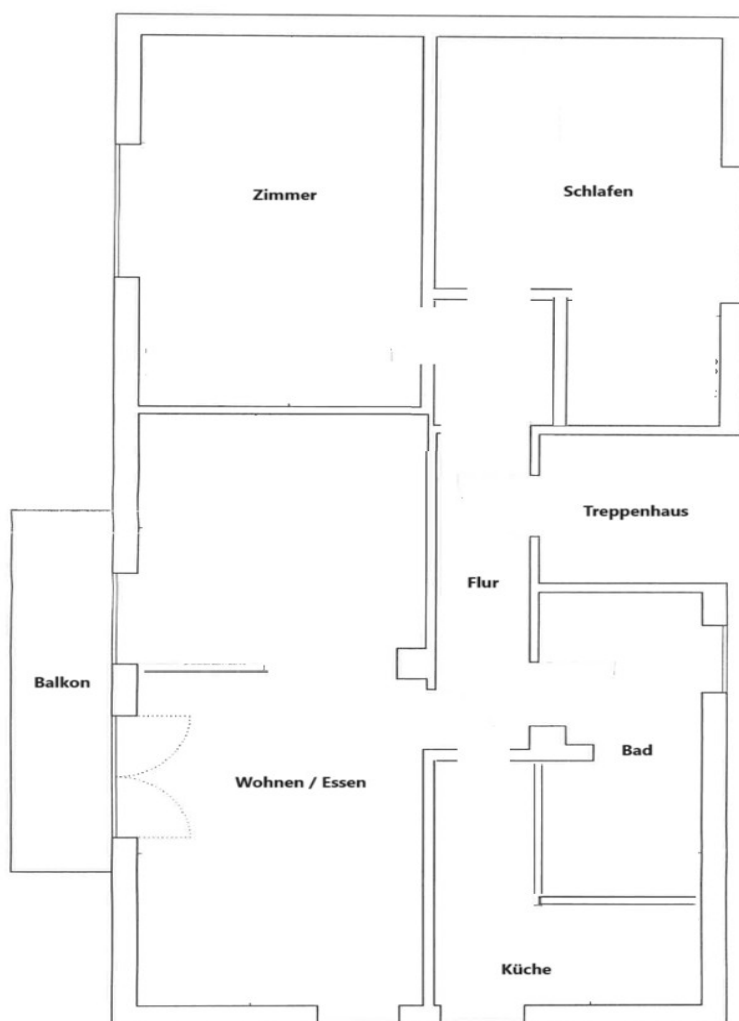 Zimmer
Schlafen
Treppenhaus
Flur
Balkon
Bad
Wohnen / Essen
Küche